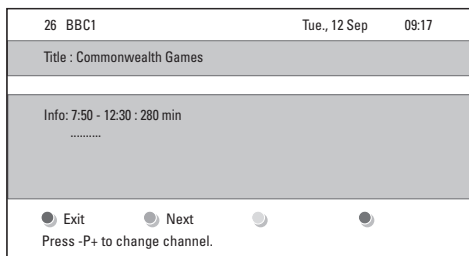 26 BBC1 Tue., 12 Sep 09:17
Title : Commonwealth Games
Info: 7:50 - 12:30 : 280 min
..........
Exit Next
Press -P+ to change channel.